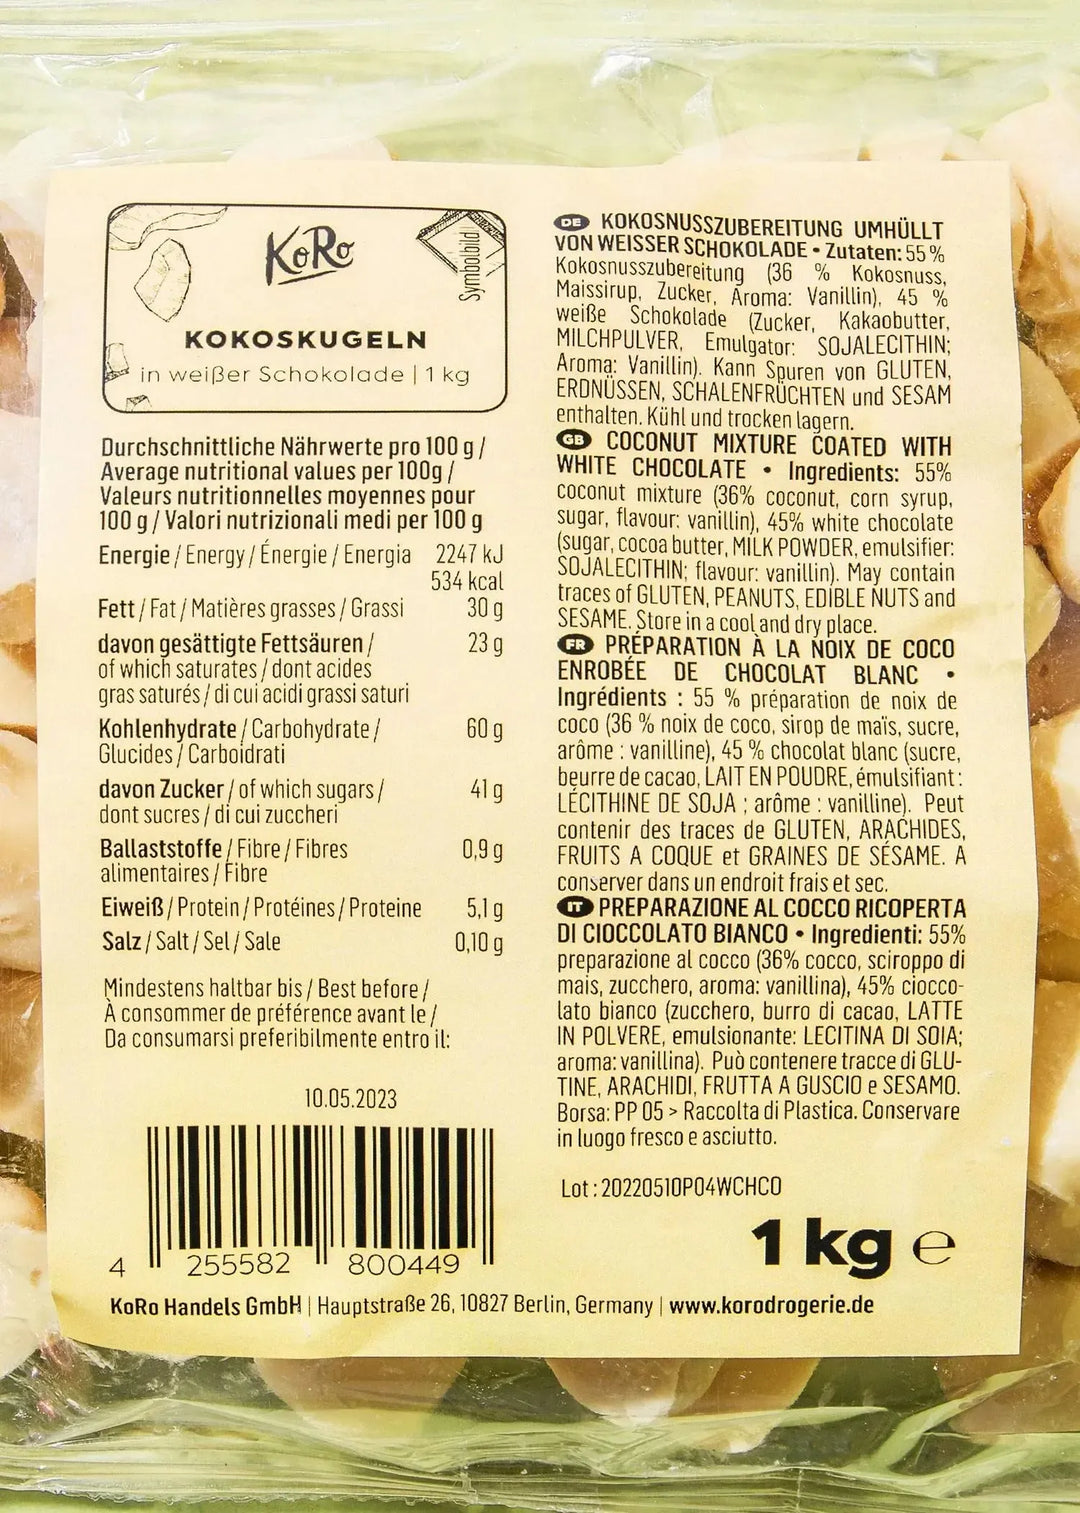 KoRo
Symbolbild!
KOKOSKUGELN
in weißer Schokolade | 1 kg
Durchschnittliche Nährwerte pro 100 g /
Average nutritional values per 100g /
Valeurs nutritionnelles moyennes pour
100 g / Valori nutrizionali medi per 100 g
Energie / Energy / Énergie / Energia 2247 kJ
534 kcal
Fett / Fat / Matières grasses / Grassi 30 g
davon gesättigte Fettsäuren / 23 g
of which saturates / dont acides
gras saturés / di cui acidi grassi saturi
Kohlenhydrate / Carbohydrate / 60 g
Glucides / Carboidrati
davon Zucker / of which sugars / 41 g
dont sucres / di cui zuccheri
Ballaststoffe / Fibre / Fibres 0,9 g
alimentaires / Fibre
Eiweiß / Protein / Protéines / Proteine 5,1 g
Salz / Salt / Sel / Sale 0,10 g
Mindestens haltbar bis / Best before /
À consommer de préférence avant le /
Da consumarsi preferibilmente entro il:
10.05.2023
4 255582 800449
DE KOKOSNUSSZUBEREITUNG UMHÜLLT
VON WEISSER SCHOKOLADE • Zutaten: 55 %
Kokosnusszubereitung (36 % Kokosnuss,
Maissirup, Zucker, Aroma: Vanillin), 45 %
weiße Schokolade (Zucker, Kakaobutter,
MILCHPULVER, Emulgator: SOJALECITHIN;
Aroma: Vanillin). Kann Spuren von GLUTEN,
ERDNÜSSEN, SCHALENFRÜCHTEN und SESAM
enthalten. Kühl und trocken lagern.
GB COCONUT MIXTURE COATED WITH
WHITE CHOCOLATE • Ingredients: 55%
coconut mixture (36% coconut, corn syrup,
sugar, flavour: vanillin), 45% white chocolate
(sugar, cocoa butter, MILK POWDER, emulsifier:
SOJALECITHIN; flavour: vanillin). May contain
traces of GLUTEN, PEANUTS, EDIBLE NUTS and
SESAME. Store in a cool and dry place.
FR PRÉPARATION À LA NOIX DE COCO
ENROBÉE DE CHOCOLAT BLANC •
Ingrédients : 55 % préparation de noix de
coco (36 % noix de coco, sirop de maïs, sucre,
arôme : vanilline), 45 % chocolat blanc (sucre,
beurre de cacao, LAIT EN POUDRE, émulsifiant :
LÉCITHINE DE SOJA ; arôme : vanilline). Peut
contenir des traces de GLUTEN, ARACHIDES,
FRUITS A COQUE et GRAINES DE SÉSAME. A
conserver dans un endroit frais et sec.
IT PREPARAZIONE AL COCCO RICOPERTA
DI CIOCCOLATO BIANCO • Ingredienti: 55%
preparazione al cocco (36% cocco, sciroppo di
mais, zucchero, aroma: vanillina), 45% ciocco-
lato bianco (zucchero, burro di cacao, LATTE
IN POLVERE, emulsionante: LECITINA DI SOIA;
aroma: vanillina). Può contenere tracce di GLU-
TINE, ARACHIDI, FRUTTA A GUSCIO e SESAMO.
Borsa: PP 05 > Raccolta di Plastica. Conservare
in luogo fresco e asciutto.
Lot : 20220510P04WCHCO
1 kg e
KoRo Handels GmbH | Hauptstraße 26, 10827 Berlin, Germany | www.korodrogerie.de